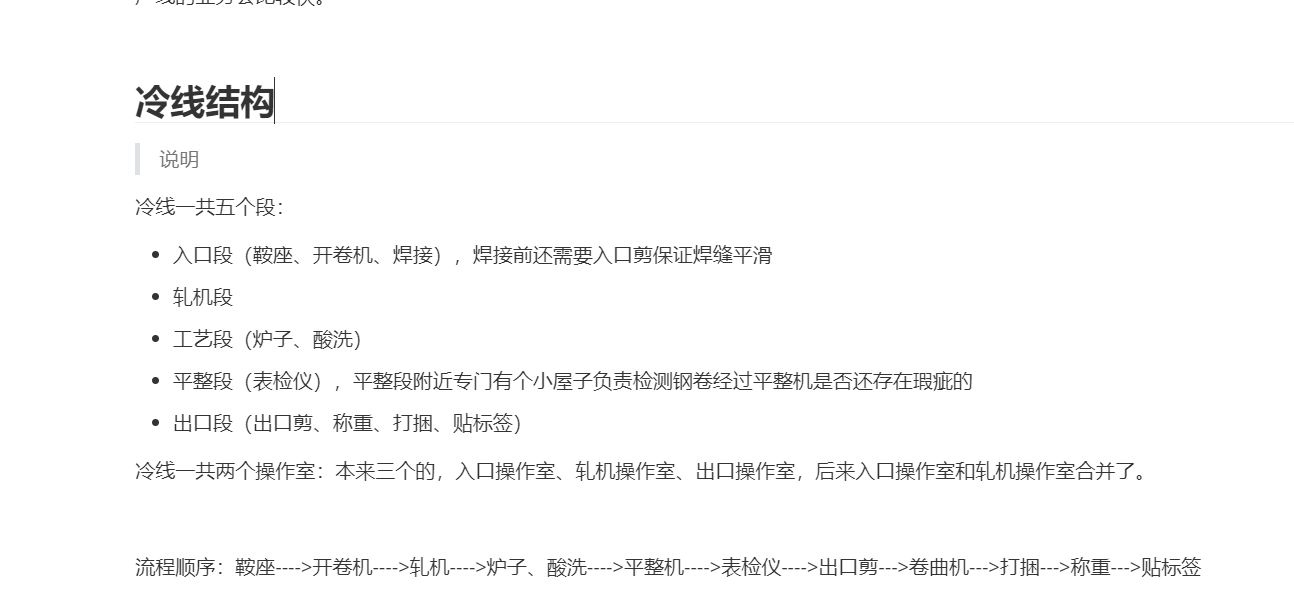 冷线结构
说明
冷线一共五个段：
入口段（鞍座、开卷机、焊接），焊接前还需要入口剪保证焊缝平滑
轧机段
工艺段（炉子、酸洗）
平整段（表检仪），平整段附近专门有个小屋子负责检测钢卷经过平整机是否还存在瑕疵的
出口段（出口剪、称重、打捆、贴标签）
冷线一共两个操作室：本来三个的，入口操作室、轧机操作室、出口操作室，后来入口操作室和轧机操作室合并了。
流程顺序：鞍座---->开卷机---->轧机---->炉子、酸洗---->平整机---->表检仪---->出口剪--->卷曲机--->打捆--->称重--->贴标签